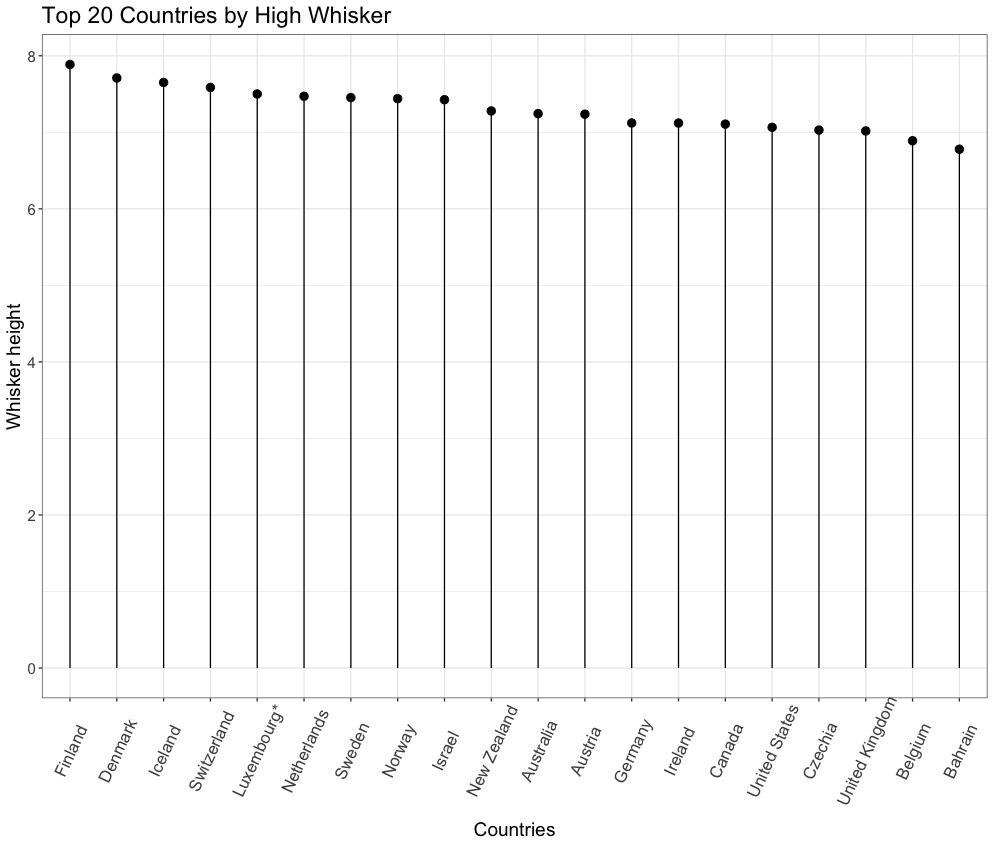 Top 20 Countries by High Whisker
Whisker height
8
6
4
2
0
Finland
Denmark
Iceland
Switzerland
Luxembourg*
Netherlands
Sweden
Norway
Israel
New Zealand
Australia
Austria
Germany
Ireland
Canada
United States
Czechia
United Kingdom
Belgium
Bahrain
Countries